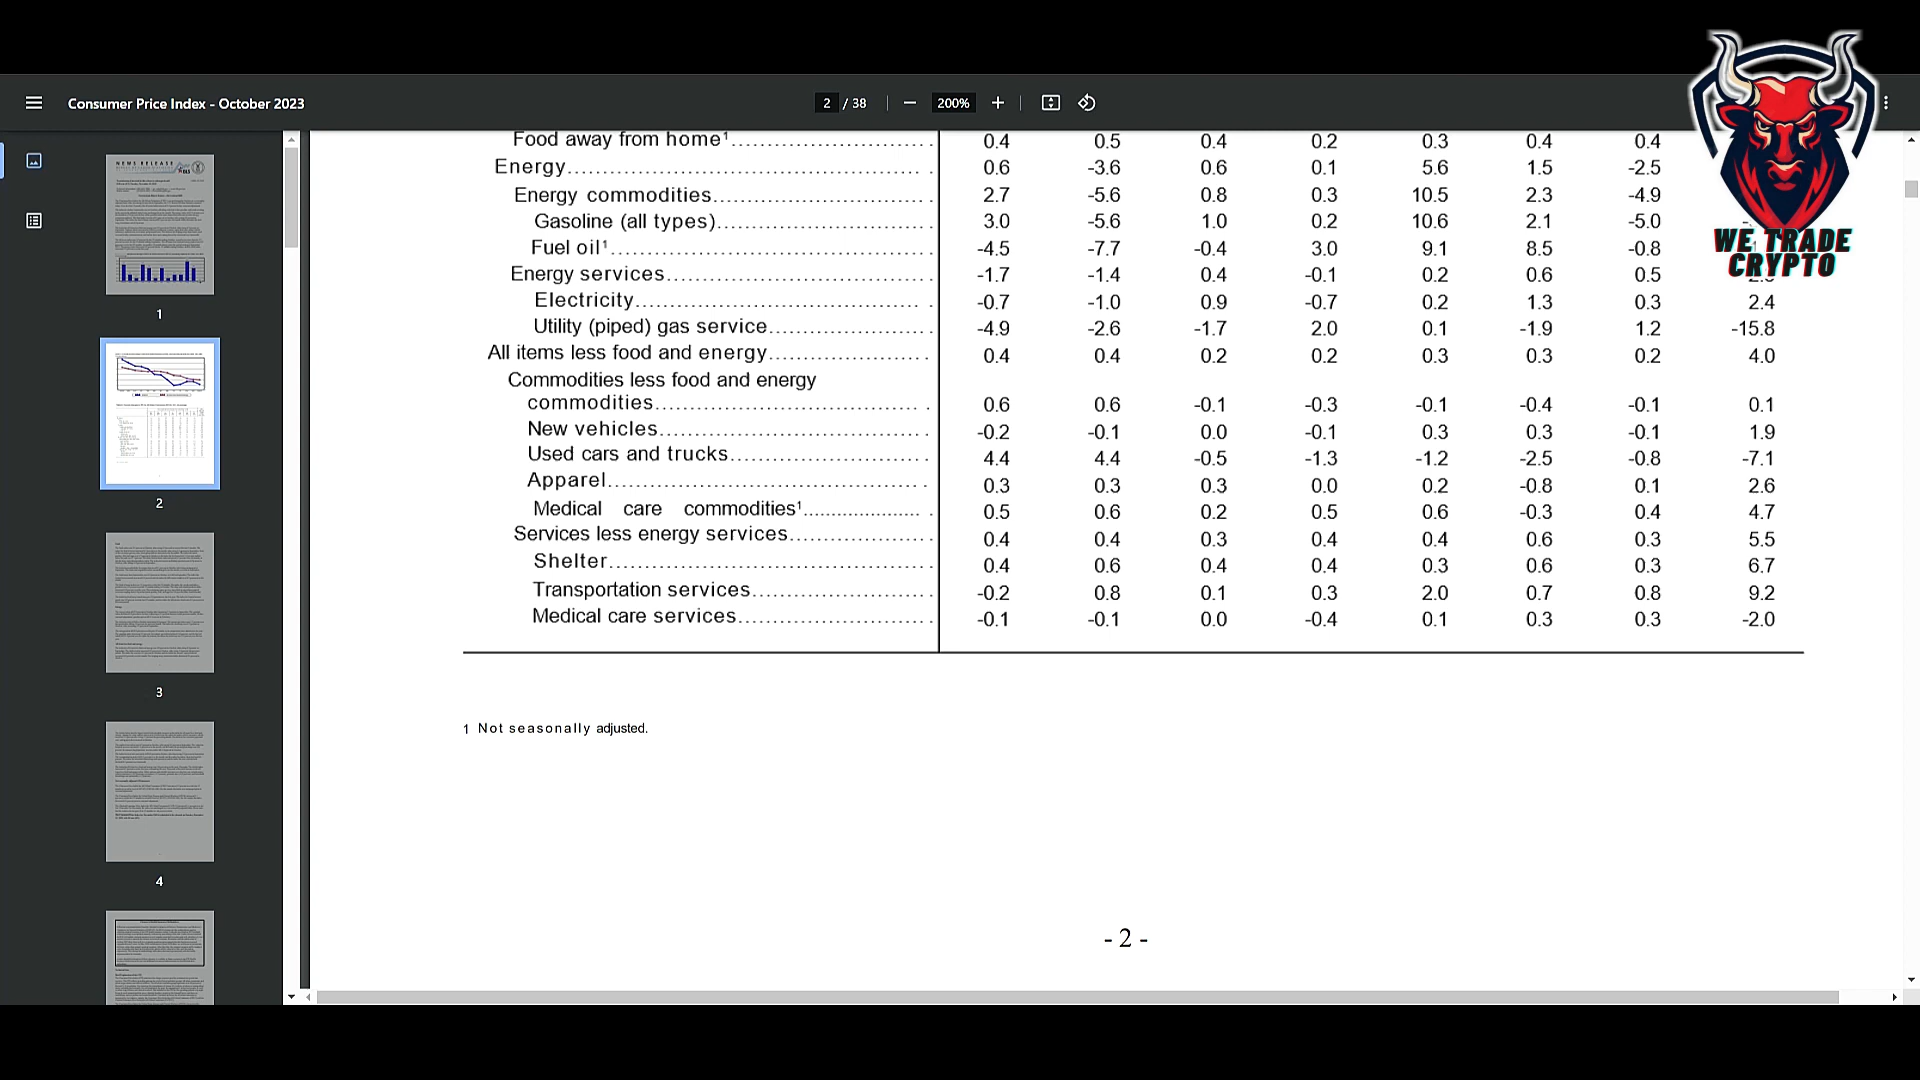 Consumer Price Index - October 2023
2 / 38
200%
WE TRADE
CRYPTO
NEWS RELEASE
BLS
1
2
3
4
Food away from home¹ 0.4 0.5 0.4 0.2 0.3 0.4 0.4
Energy 0.6 -3.6 0.6 0.1 5.6 1.5 -2.5
Energy commodities 2.7 -5.6 0.8 0.3 10.5 2.3 -4.9
Gasoline (all types) 3.0 -5.6 1.0 0.2 10.6 2.1 -5.0
Fuel oil¹ -4.5 -7.7 -0.4 3.0 9.1 8.5 -0.8
Energy services -1.7 -1.4 0.4 -0.1 0.2 0.6 0.5
Electricity -0.7 -1.0 0.9 -0.7 0.2 1.3 0.3 2.4
Utility (piped) gas service -4.9 -2.6 -1.7 2.0 0.1 -1.9 1.2 -15.8
All items less food and energy 0.4 0.4 0.2 0.2 0.3 0.3 0.2 4.0
Commodities less food and energy
commodities 0.6 0.6 -0.1 -0.3 -0.1 -0.4 -0.1 0.1
New vehicles -0.2 -0.1 0.0 -0.1 0.3 0.3 -0.1 1.9
Used cars and trucks 4.4 4.4 -0.5 -1.3 -1.2 -2.5 -0.8 -7.1
Apparel 0.3 0.3 0.3 0.0 0.2 -0.8 0.1 2.6
Medical care commodities¹ 0.5 0.6 0.2 0.5 0.6 -0.3 0.4 4.7
Services less energy services 0.4 0.4 0.3 0.4 0.4 0.6 0.3 5.5
Shelter 0.4 0.6 0.4 0.4 0.3 0.6 0.3 6.7
Transportation services -0.2 0.8 0.1 0.3 2.0 0.7 0.8 9.2
Medical care services -0.1 -0.1 0.0 -0.4 0.1 0.3 0.3 -2.0
1 Not seasonally adjusted.
- 2 -